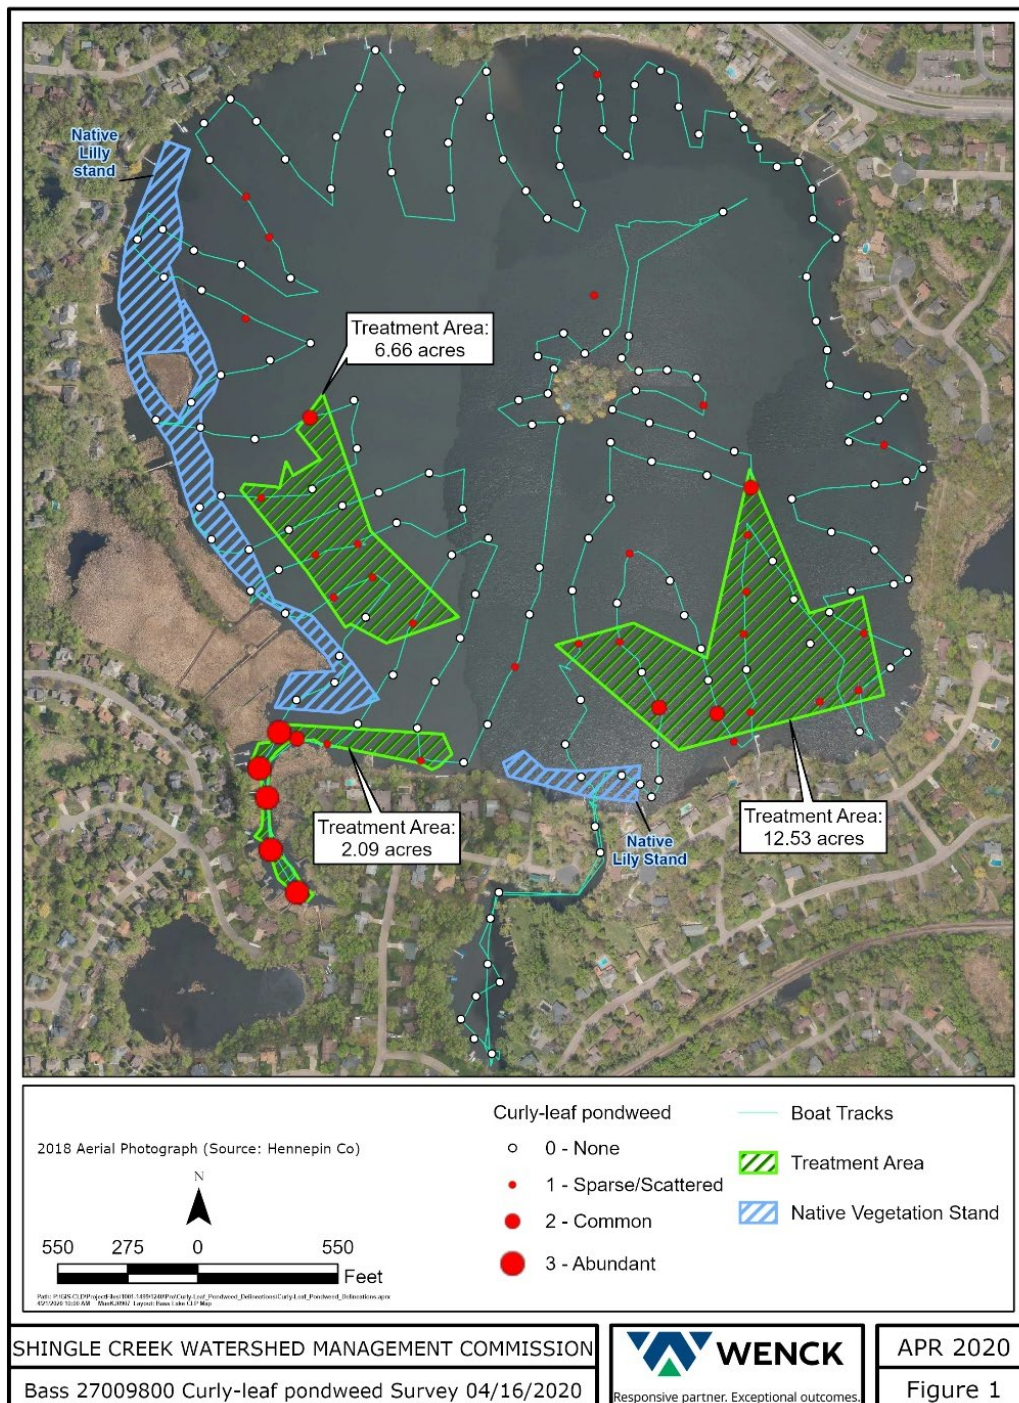 Native
Lilly
stand
Treatment Area:
6.66 acres
Treatment Area:
2.09 acres
Treatment Area:
12.53 acres
Native
Lily Stand
2018 Aerial Photograph (Source: Hennepin Co)
N
550 275 0 550
Feet
Curly-leaf pondweed
0 - None
1 - Sparse/Scattered
2 - Common
3 - Abundant
Boat Tracks
Treatment Area
Native Vegetation Stand
SHINGLE CREEK WATERSHED MANAGEMENT COMMISSION
Bass 27009800 Curly-leaf pondweed Survey 04/16/2020
WENCK
Responsive partner. Exceptional outcomes.
APR 2020
Figure 1